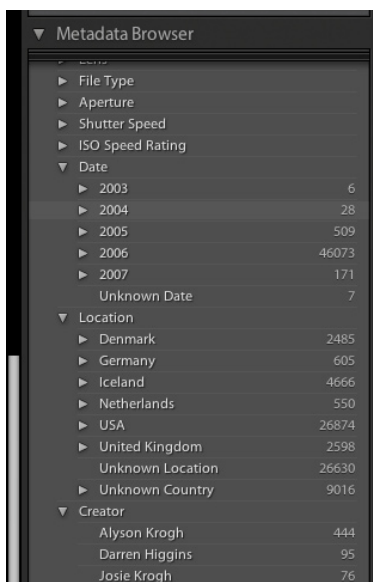 Metadata Browser
Lens
File Type
Aperture
Shutter Speed
ISO Speed Rating
Date
2003 6
2004 28
2005 509
2006 46073
2007 171
Unknown Date 7
Location
Denmark 2485
Germany 605
Iceland 4666
Netherlands 550
USA 26874
United Kingdom 2598
Unknown Location 26630
Unknown Country 9016
Creator
Alyson Krogh 444
Darren Higgins 95
Josie Krogh 76